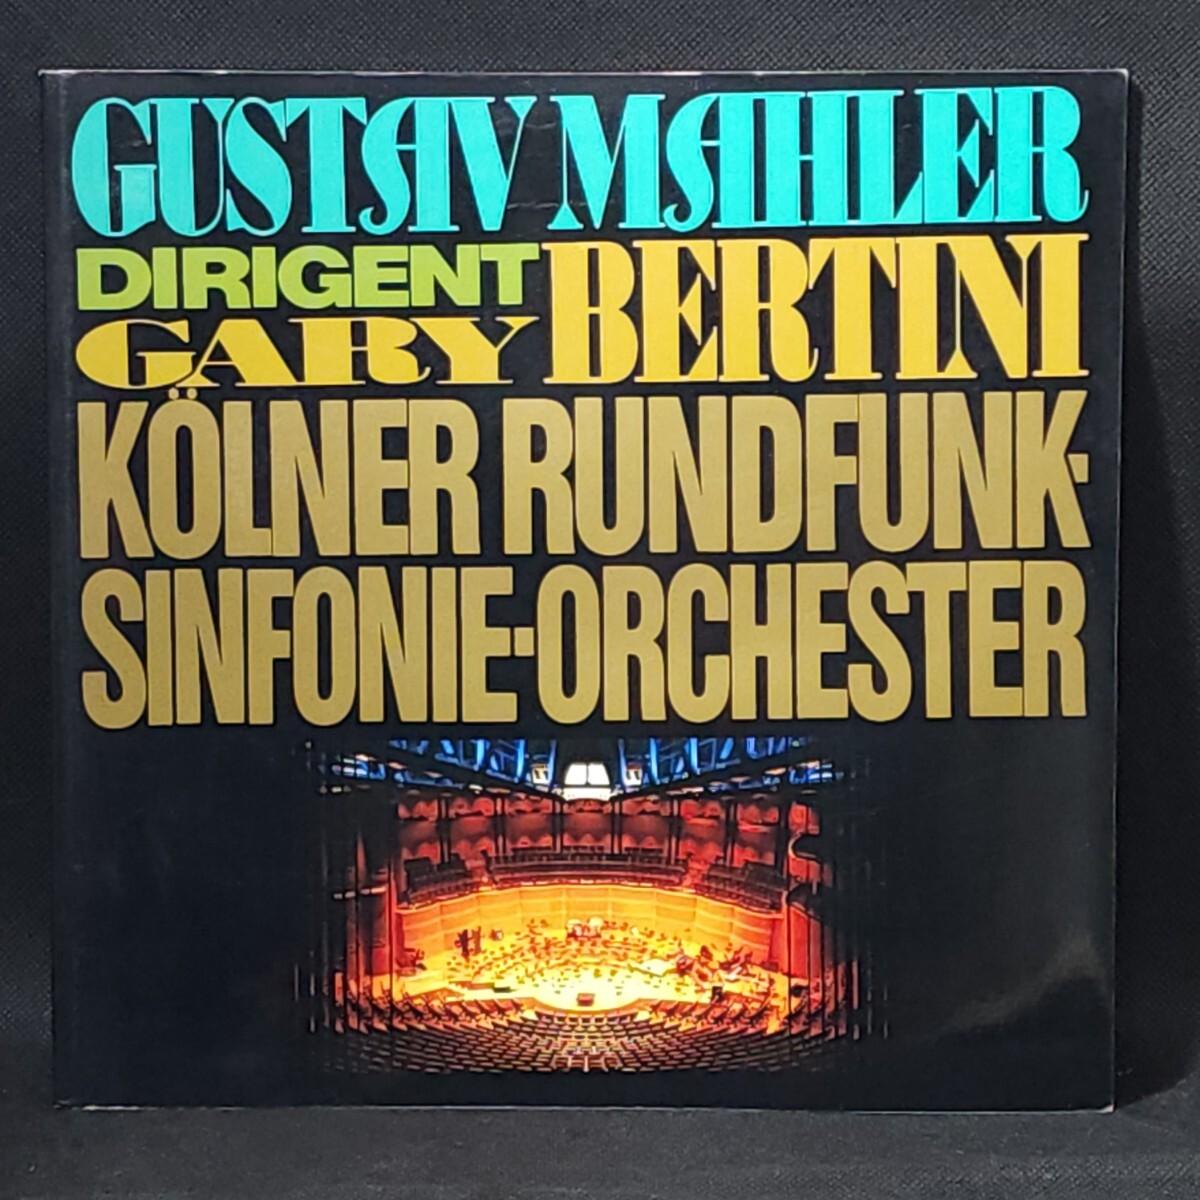 GUSTAV MAHLER
DIRIGENT
GARY BERTINI
KÖLNER RUNDFUNK-
SINFONIE-ORCHESTER